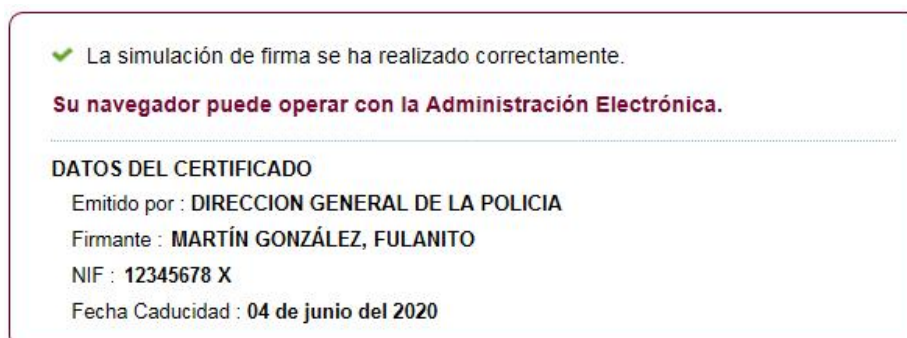 La simulación de firma se ha realizado correctamente.
Su navegador puede operar con la Administración Electrónica.
DATOS DEL CERTIFICADO
Emitido por : DIRECCION GENERAL DE LA POLICIA
Firmante : MARTÍN GONZÁLEZ, FULANITO
NIF : 12345678 X
Fecha Caducidad : 04 de junio del 2020